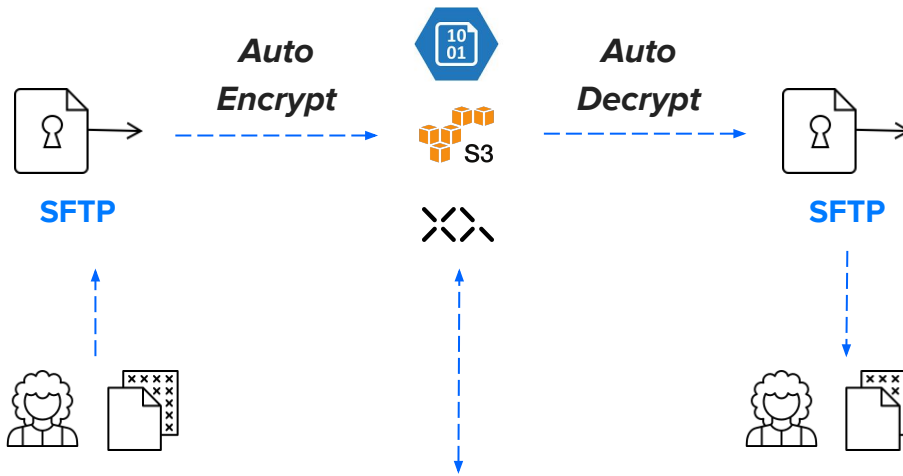 Auto
Encrypt
10
01
Auto
Decrypt
S3
SFTP
SFTP